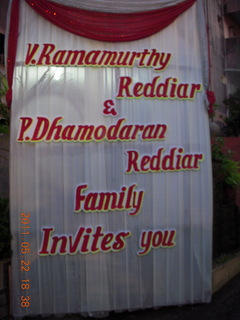 V.Ramamurthy
Reddiar
&
P.Dhamodaran
Reddiar
Family
Invites you
2011 05 22 18:38